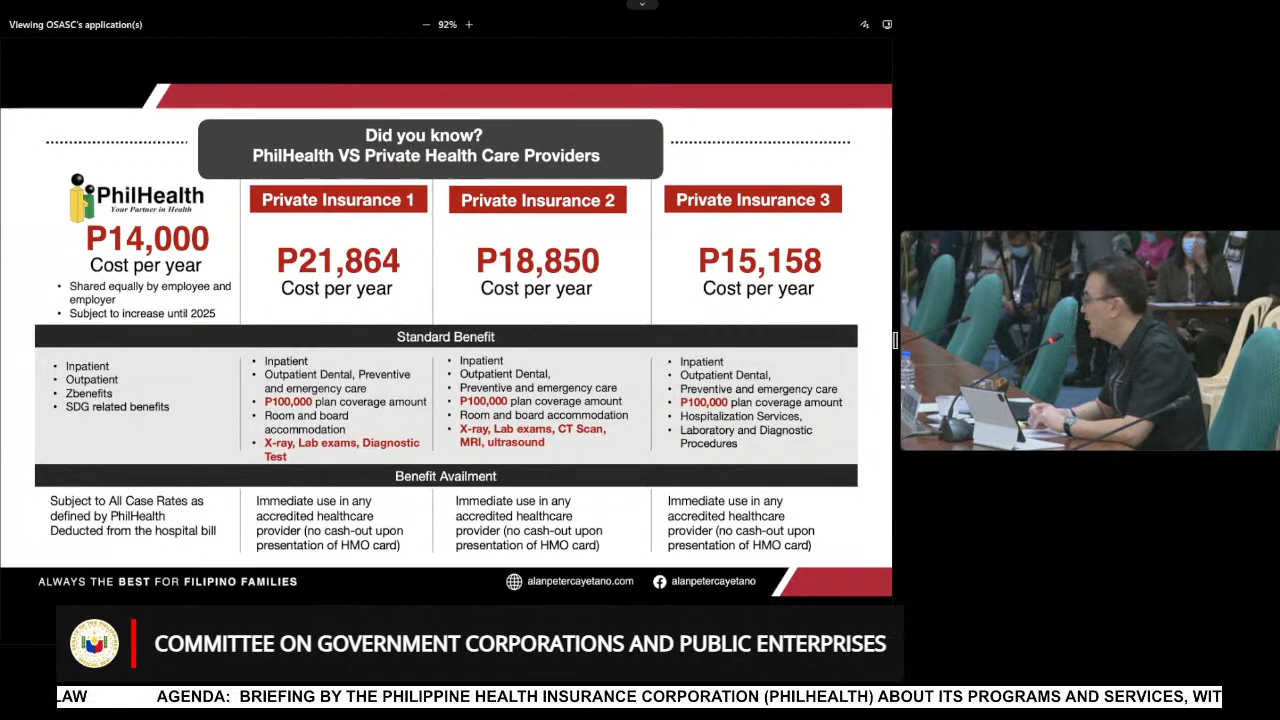 Viewing OSASC's application(s)
— 92% +
Did you know?
PhilHealth VS Private Health Care Providers
PhilHealth
Your Partner in Health
P14,000
Cost per year
• Shared equally by employee and
employer
• Subject to increase until 2025
Private Insurance 1
P21,864
Cost per year
Private Insurance 2
P18,850
Cost per year
Private Insurance 3
P15,158
Cost per year
Standard Benefit
• Inpatient
• Outpatient
• Zbenefits
• SDG related benefits
• Inpatient
• Outpatient Dental, Preventive
and emergency care
• P100,000 plan coverage amount
• Room and board
accommodation
• X-ray, Lab exams, Diagnostic
Test
• Inpatient
• Outpatient Dental,
• Preventive and emergency care
• P100,000 plan coverage amount
• Room and board accommodation
• X-ray, Lab exams, CT Scan,
MRI, ultrasound
• Inpatient
• Outpatient Dental,
• Preventive and emergency care
• P100,000 plan coverage amount
• Hospitalization Services,
• Laboratory and Diagnostic
Procedures
Benefit Availment
Subject to All Case Rates as
defined by PhilHealth
Deducted from the hospital bill
Immediate use in any
accredited healthcare
provider (no cash-out upon
presentation of HMO card)
Immediate use in any
accredited healthcare
provider (no cash-out upon
presentation of HMO card)
Immediate use in any
accredited healthcare
provider (no cash-out upon
presentation of HMO card)
ALWAYS THE BEST FOR FILIPINO FAMILIES
alanpetercayetano.com
alanpetercayetano
COMMITTEE ON GOVERNMENT CORPORATIONS AND PUBLIC ENTERPRISES
LAW AGENDA: BRIEFING BY THE PHILIPPINE HEALTH INSURANCE CORPORATION (PHILHEALTH) ABOUT ITS PROGRAMS AND SERVICES, WIT